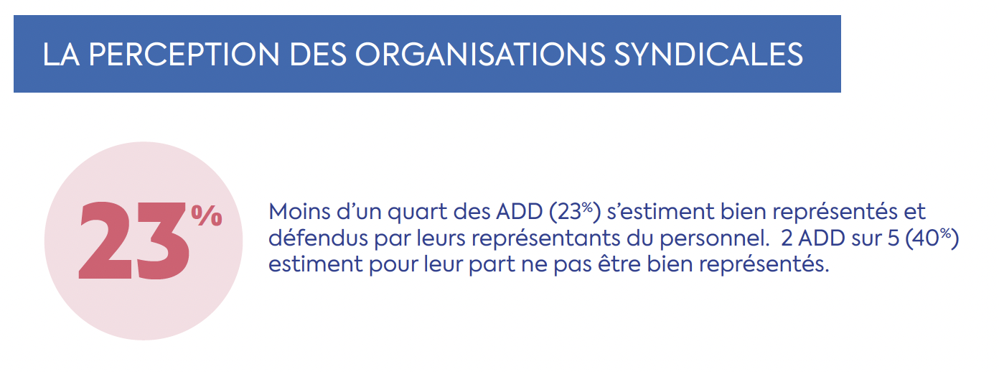 LA PERCEPTION DES ORGANISATIONS SYNDICALES
23%
Moins d’un quart des ADD (23%) s’estiment bien représentés et
défendus par leurs représentants du personnel.  2 ADD sur 5 (40%)
estiment pour leur part ne pas être bien représentés.